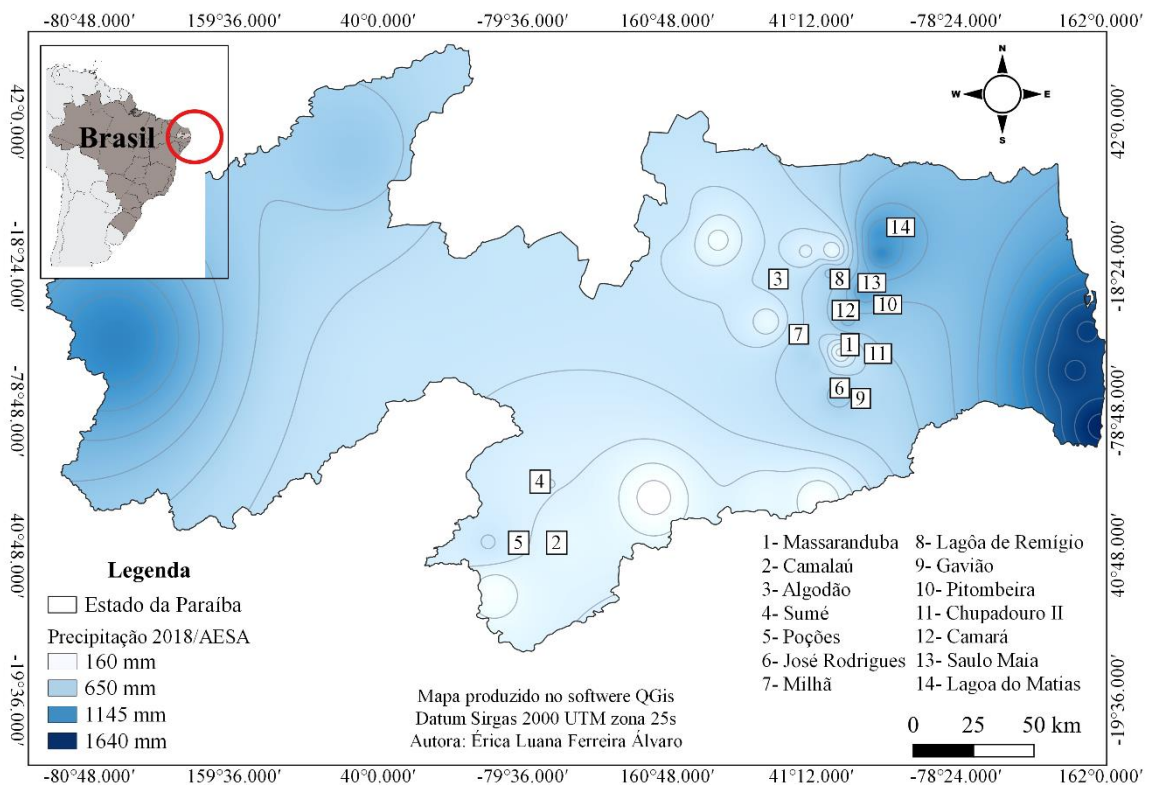 -80°48.000' 159°36.000' 40°0.000' -79°36.000' 160°48.000' 41°12.000' -78°24.000' 162°0.000'
42°0.000'
-18°24.000'
-78°48.000'
40°48.000'
-19°36.000'
Brasil
N
W
E
S
14
3
8
13
10
12
7
1
11
6
9
4
5
2
Legenda
Estado da Paraíba
Precipitação 2018/AESA
160 mm
650 mm
1145 mm
1640 mm
Mapa produzido no softwere QGis
Datum Sirgas 2000 UTM zona 25s
Autora: Érica Luana Ferreira Álvaro
1- Massaranduba
2- Camalaú
3- Algodão
4- Sumé
5- Poções
6- José Rodrigues
7- Milhã
8- Lagôa de Remígio
9- Gavião
10- Pitombeira
11- Chupadouro II
12- Camará
13- Saulo Maia
14- Lagoa do Matias
0 25 50 km
42°0.000'
-18°24.000'
-78°48.000'
40°48.000'
-19°36.000'
-80°48.000' 159°36.000' 40°0.000' -79°36.000' 160°48.000' 41°12.000' -78°24.000' 162°0.000'